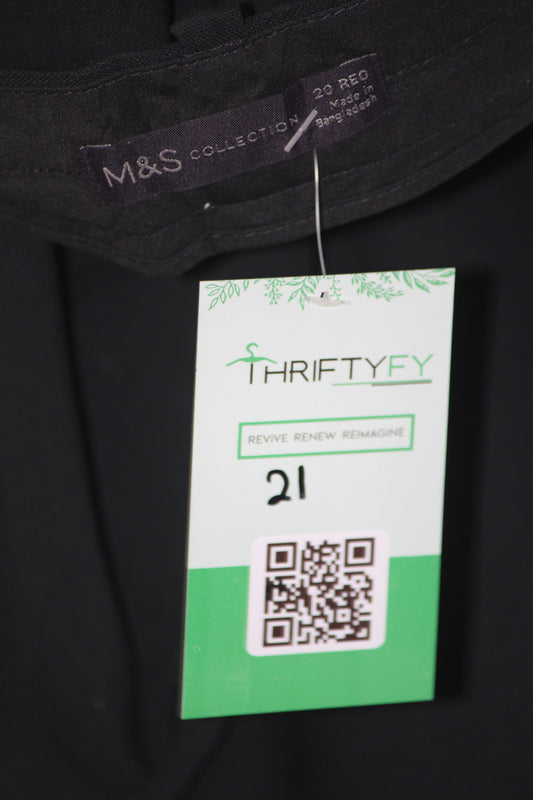 M&S COLLECTION
20 REG
Made in
Bangladesh
THRIFTYFY
REVIVE RENEW REIMAGINE
21